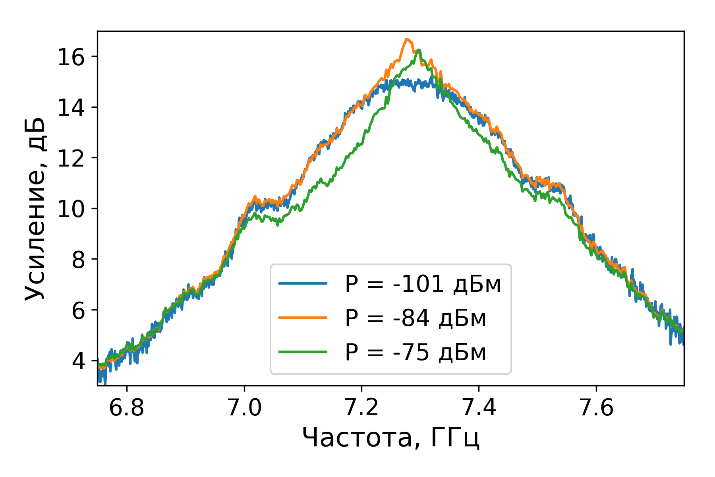 Усиление, дБ
16
14
12
10
8
6
4
P = -101 дБм
P = -84 дБм
P = -75 дБм
6.8 7.0 7.2 7.4 7.6
Частота, ГГц